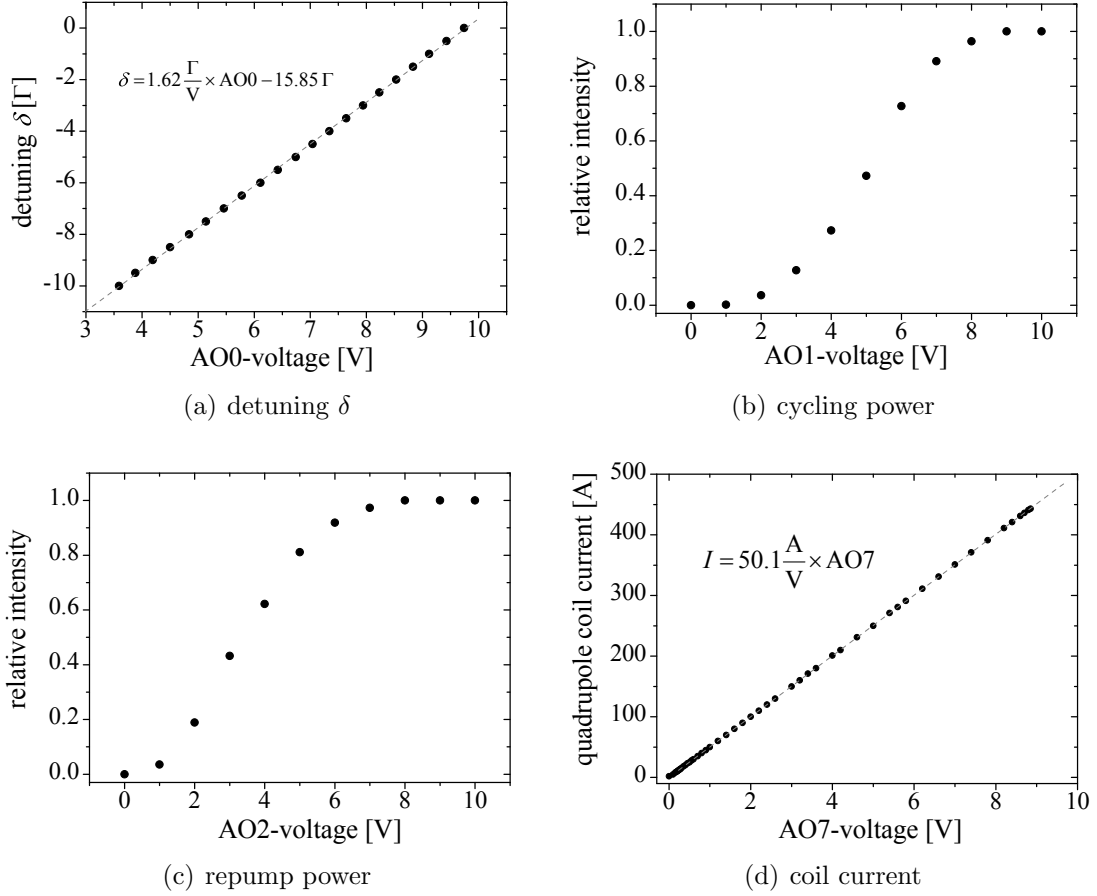 0
-2
-4
-6
-8
-10
detuning δ [Γ]
δ = 1.62 Γ/V × AO0 − 15.85 Γ
3 4 5 6 7 8 9 10
AO0-voltage [V]
(a) detuning δ
1.0
0.8
0.6
0.4
0.2
0.0
relative intensity
0 2 4 6 8 10
AO1-voltage [V]
(b) cycling power
1.0
0.8
0.6
0.4
0.2
0.0
relative intensity
0 2 4 6 8 10
AO2-voltage [V]
(c) repump power
500
400
300
200
100
0
quadrupole coil current [A]
I = 50.1 A/V × AO7
0 2 4 6 8 10
AO7-voltage [V]
(d) coil current